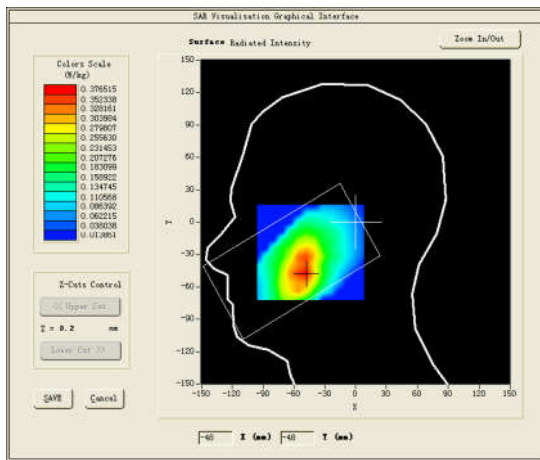 SAR Visualisation Graphical Interface
Surface Radiated Intensity
Zoom In/Out
Colors Scale
(W/kg)
0.376515
0.352338
0.328161
0.303984
0.279807
0.255630
0.231453
0.207276
0.183099
0.158922
0.134745
0.110568
0.086392
0.062215
0.038038
0.013861
Z-Cuts Control
<< Upper Cut
Z = 0.2 mm
Lower Cut >>
SAVE Cancel
150
120
90
60
30
0
-30
-60
-90
-120
-150
Y
-150 -120 -90 -60 -30 0 30 60 90 120 150
X
-48 X (mm) -48 Y (mm)